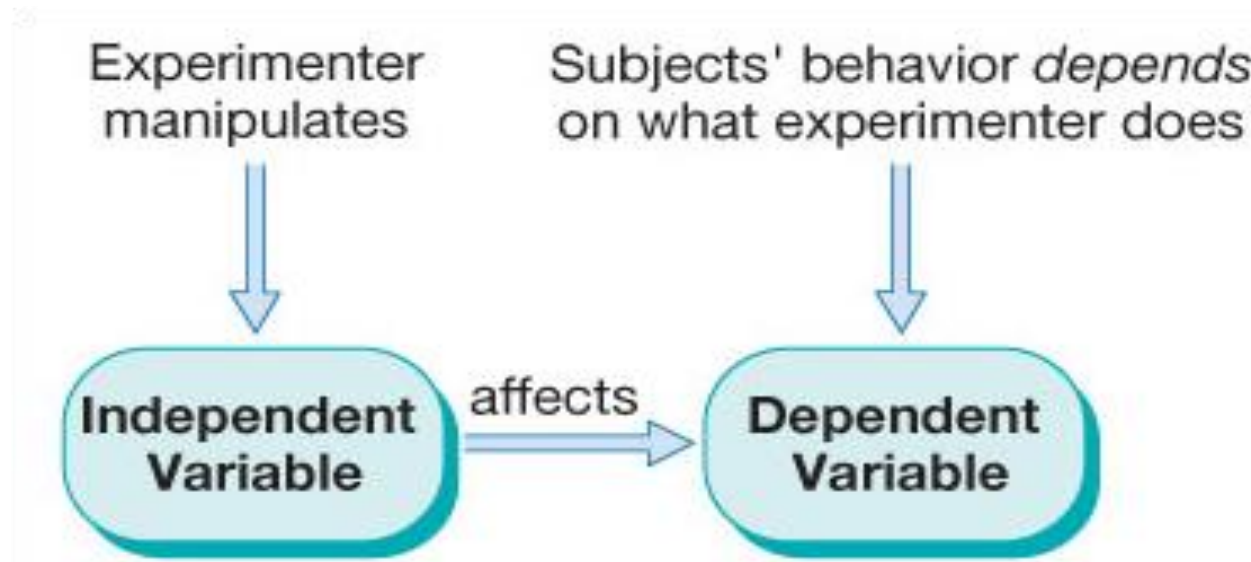 Experimenter
manipulates
Subjects' behavior depends
on what experimenter does
Independent
Variable
affects
Dependent
Variable